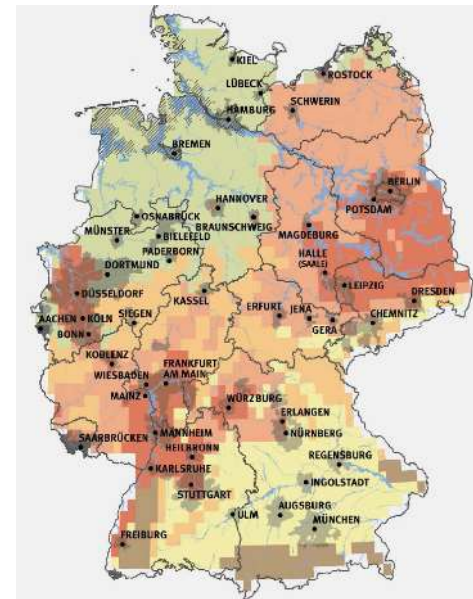 KIEL
ROSTOCK
LÜBECK
HAMBURG
SCHWERIN
BREMEN
BERLIN
HANNOVER
POTSDAM
OSNABRÜCK
BRAUNSCHWEIG
MÜNSTER
BIELEFELD
MAGDEBURG
PADERBORN
HALLE
(SAALE)
DORTMUND
LEIPZIG
DÜSSELDORF
KASSEL
DRESDEN
ERFURT
JENA
AACHEN
KÖLN
SIEGEN
GERA
CHEMNITZ
BONN
KOBLENZ
FRANKFURT
AM MAIN
WIESBADEN
MAINZ
WÜRZBURG
ERLANGEN
MANNHEIM
NÜRNBERG
SAARBRÜCKEN
HEILBRONN
REGENSBURG
KARLSRUHE
INGOLSTADT
STUTTGART
AUGSBURG
ULM
MÜNCHEN
FREIBURG